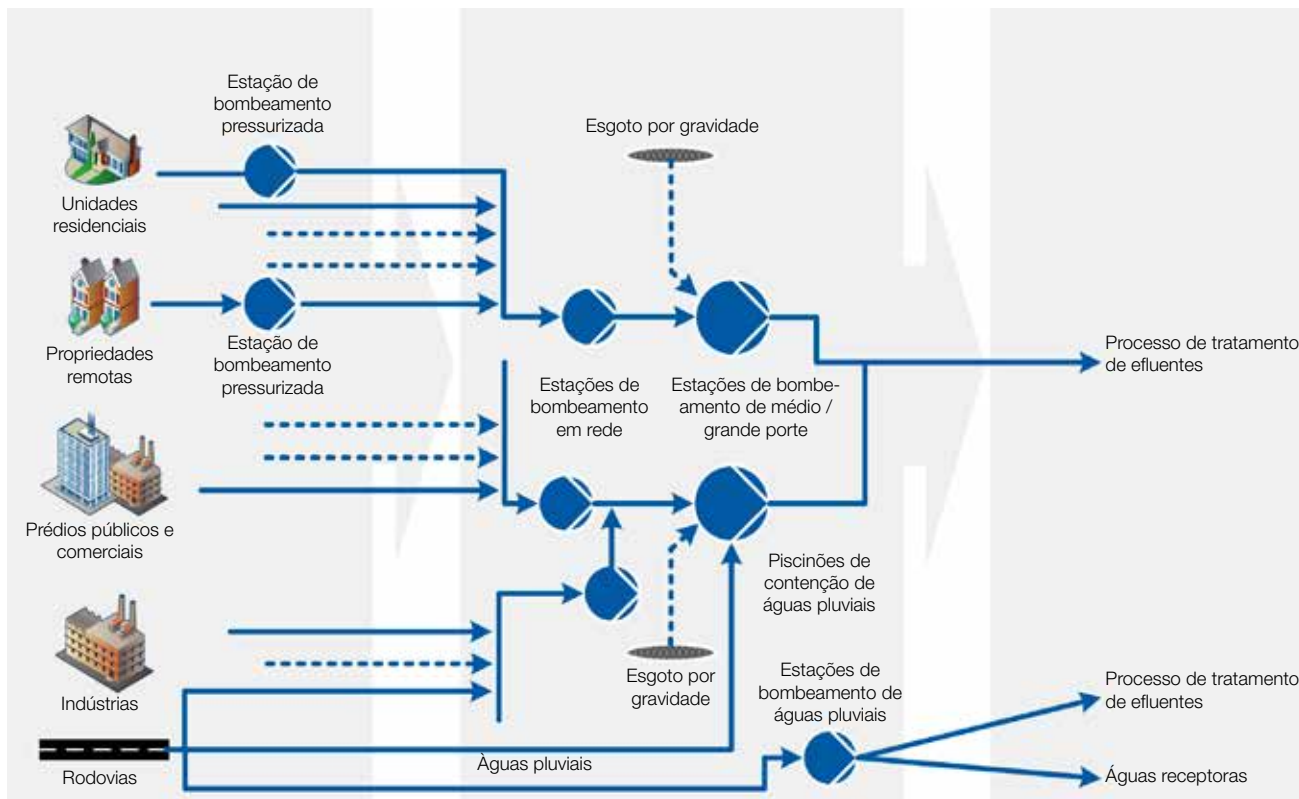 Estação de
bombeamento
pressurizada
Esgoto por gravidade
Unidades
residenciais
Propriedades
remotas
Estação de
bombeamento
pressurizada
Estações de
bombeamento
em rede
Estações de bombe-
amento de médio /
grande porte
Processo de tratamento
de efluentes
Prédios públicos e
comerciais
Piscinões de
contenção de
águas pluviais
Indústrias
Esgoto por
gravidade
Estações de
bombeamento de
águas pluviais
Processo de tratamento
de efluentes
Rodovias
Àguas pluviais
Águas receptoras